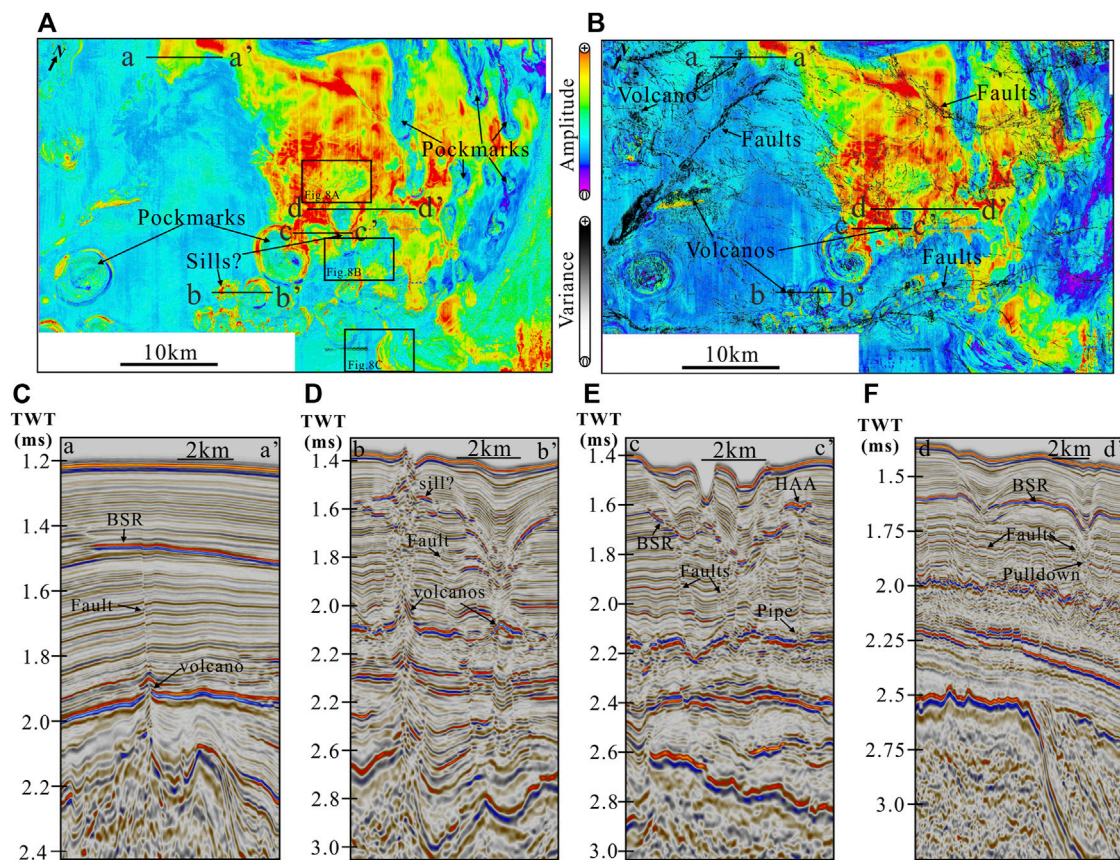 A
B
N
a a'
Pockmarks
Fig.8A
d d'
Pockmarks
c c'
Sills?
Fig.8B
b b'
10km
Fig.8C
Amplitude
Variance
a a'
Volcano
Faults
Faults
d d'
c c'
Volcanos
Faults
b b'
10km
C
TWT
(ms)
a a'
2km
1.2
1.4
BSR
1.6
Fault
1.8
volcano
2.0
2.2
2.4
D
TWT
(ms)
b b'
2km
1.4
sill?
1.6
Fault
1.8
2.0
volcanos
2.2
2.6
2.8
3.0
E
TWT
(ms)
c c'
2km
1.4
HAA
1.6
BSR
1.8
Faults
2.0
Pipe
2.2
2.4
2.6
2.8
3.0
F
TWT
(ms)
d d'
2km
1.5
BSR
1.75
Faults
Pulldown
2.0
2.25
2.5
2.75
3.0